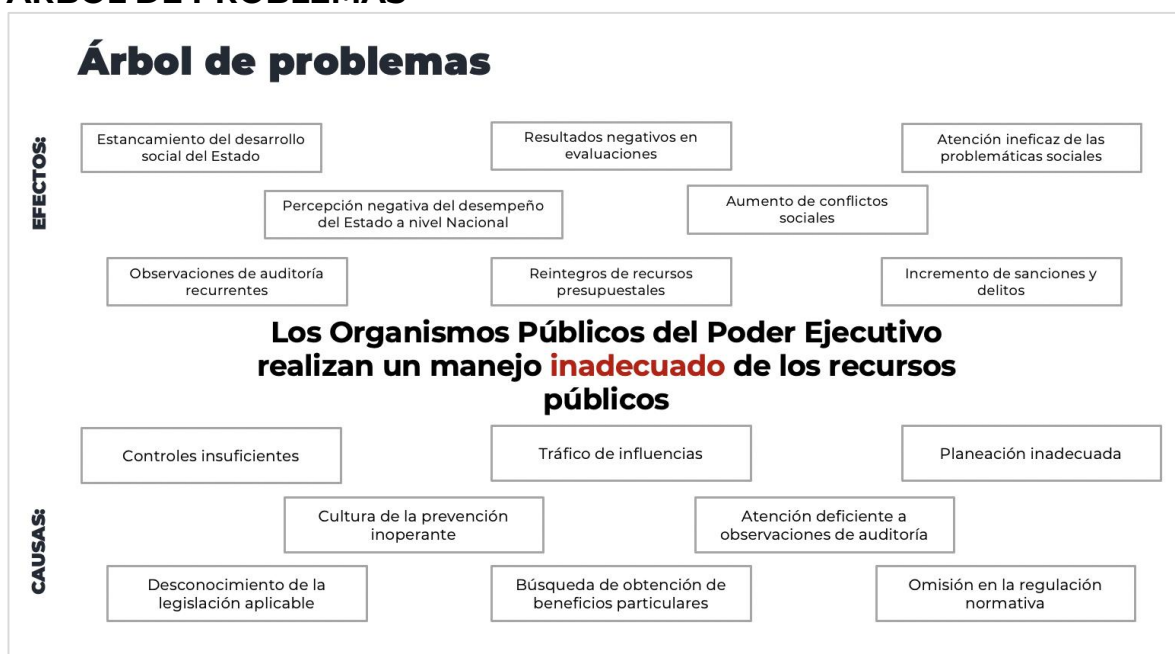 ÁRBOL DE PROBLEMAS
Árbol de problemas
EFECTOS:
Estancamiento del desarrollo
social del Estado
Resultados negativos en
evaluaciones
Atención ineficaz de las
problemáticas sociales
Percepción negativa del desempeño
del Estado a nivel Nacional
Aumento de conflictos
sociales
Observaciones de auditoría
recurrentes
Reintegros de recursos
presupuestales
Incremento de sanciones y
delitos
Los Organismos Públicos del Poder Ejecutivo
realizan un manejo inadecuado de los recursos
públicos
CAUSAS:
Controles insuficientes
Tráfico de influencias
Planeación inadecuada
Cultura de la prevención
inoperante
Atención deficiente a
observaciones de auditoría
Desconocimiento de la
legislación aplicable
Búsqueda de obtención de
beneficios particulares
Omisión en la regulación
normativa